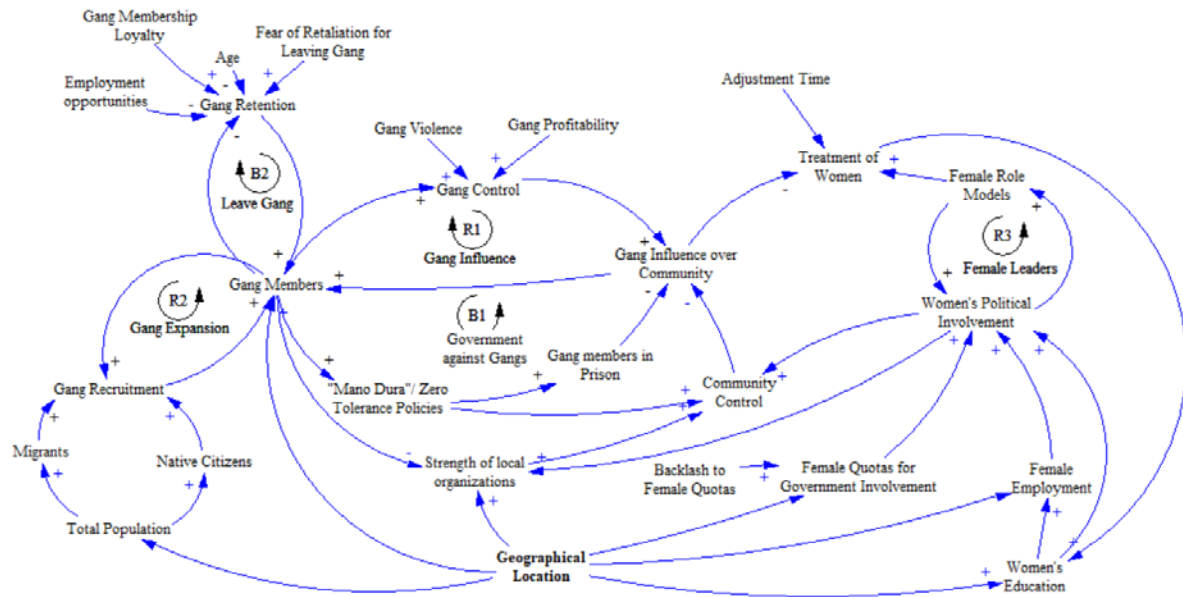 Gang Membership
Loyalty
Fear of Retaliation for
Leaving Gang
Age
Employment
opportunities
+
-
+
-
Gang Retention
-
B2
Leave Gang
Gang Violence
Gang Profitability
+
+
Gang Control
+
R1
Gang Influence
Adjustment Time
Treatment of
Women
+
-
Female Role
Models
+
R3
Female Leaders
+
Gang Influence over
Community
-
-
+
Gang Members
+
+
+
+
R2
Gang Expansion
B1
Government
against Gangs
+
Women's Political
Involvement
+
+
+
+
Gang Recruitment
+
+
+
"Mano Dura"/ Zero
Tolerance Policies
+
Gang members in
Prison
+
Community
Control
+
+
Migrants
+
Native Citizens
+
-
Strength of local
organizations
+
+
Backlash to
Female Quotas
+
Female Quotas for
Government Involvement
Female
Employment
+
Total Population
Geographical
Location
+
+
Women's
Education